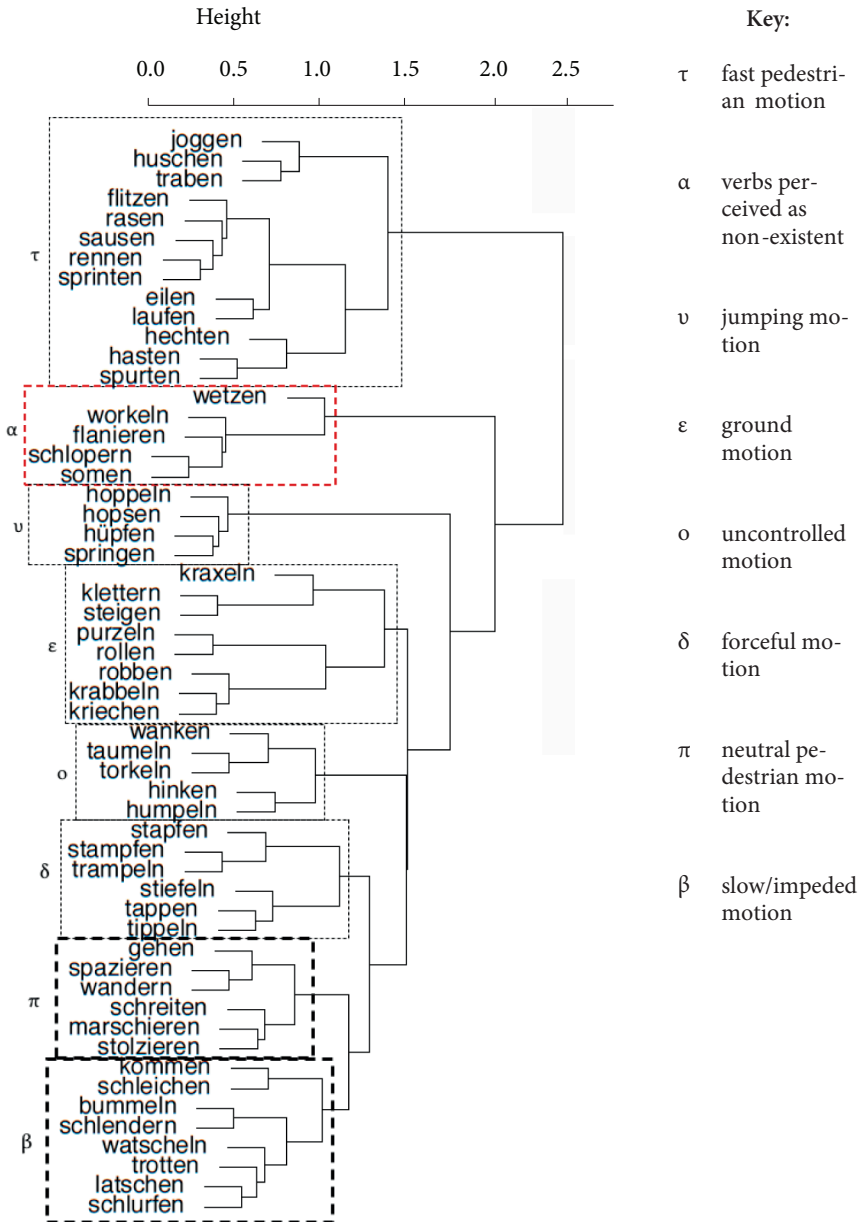 Height
0.0 0.5 1.0 1.5 2.0 2.5
joggen
huschen
traben
flitzen
rasen
sausen
τ
rennen
sprinten
eilen
laufen
hechten
hasten
spurten
wetzen
workeln
α
flanieren
schlopern
somen
hoppeln
hopsen
υ
hüpfen
springen
kraxeln
klettern
steigen
purzeln
ε
rollen
robben
krabbeln
kriechen
wanken
taumeln
ο
torkeln
hinken
humpeln
stapfen
stampfen
δ
trampeln
stiefeln
tappen
tippeln
gehen
spazieren
wandern
π
schreiten
marschieren
stolzieren
kommen
schleichen
bummeln
schlendern
β
watscheln
trotten
latschen
schlurfen
Key:
τ fast pedestri-
an motion
α verbs per-
ceived as
non-existent
υ jumping mo-
tion
ε ground
motion
ο uncontrolled
motion
δ forceful mo-
tion
π neutral pe-
destrian mo-
tion
β slow/impeded
motion